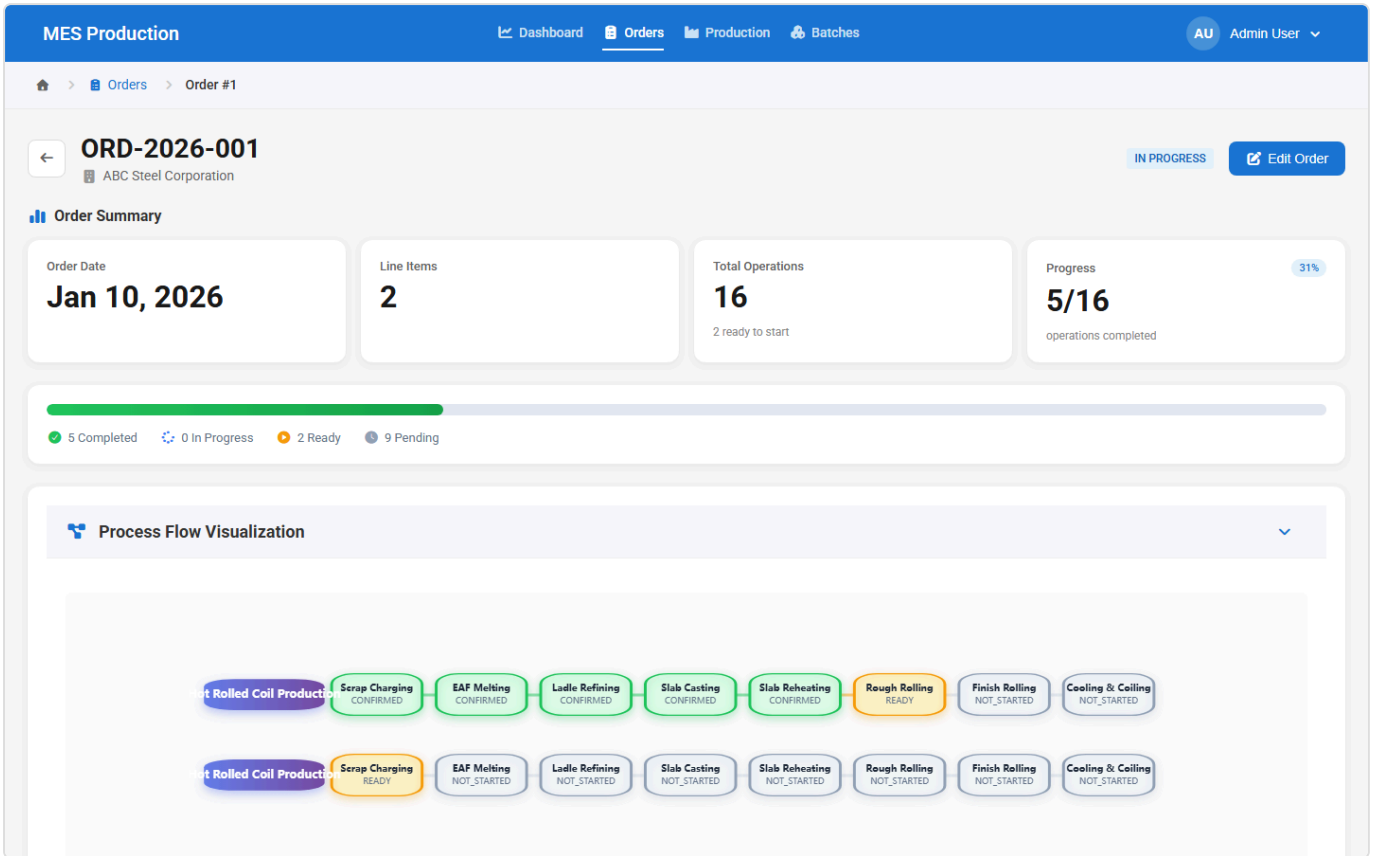 MES Production
Dashboard
Orders
Production
Batches
AU
Admin User
Orders
Order #1
ORD-2026-001
ABC Steel Corporation
IN PROGRESS
Edit Order
Order Summary
Order Date
Jan 10, 2026
Line Items
2
Total Operations
16
2 ready to start
Progress
31%
5/16
operations completed
5 Completed
0 In Progress
2 Ready
9 Pending
Process Flow Visualization
ot Rolled Coil Production
Scrap Charging
CONFIRMED
EAF Melting
CONFIRMED
Ladle Refining
CONFIRMED
Slab Casting
CONFIRMED
Slab Reheating
CONFIRMED
Rough Rolling
READY
Finish Rolling
NOT_STARTED
Cooling & Coiling
NOT_STARTED
ot Rolled Coil Production
Scrap Charging
READY
EAF Melting
NOT_STARTED
Ladle Refining
NOT_STARTED
Slab Casting
NOT_STARTED
Slab Reheating
NOT_STARTED
Rough Rolling
NOT_STARTED
Finish Rolling
NOT_STARTED
Cooling & Coiling
NOT_STARTED